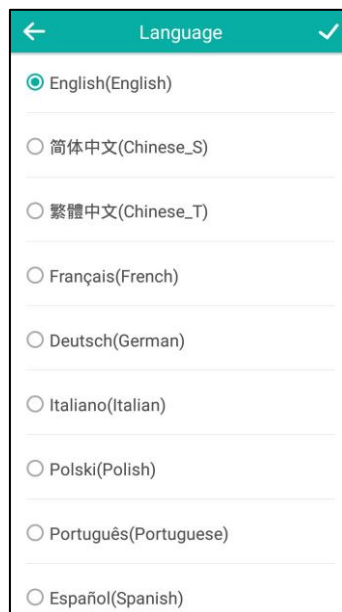 Language
English(English)
简体中文(Chinese_S)
繁體中文(Chinese_T)
Français(French)
Deutsch(German)
Italiano(Italian)
Polski(Polish)
Português(Portuguese)
Español(Spanish)